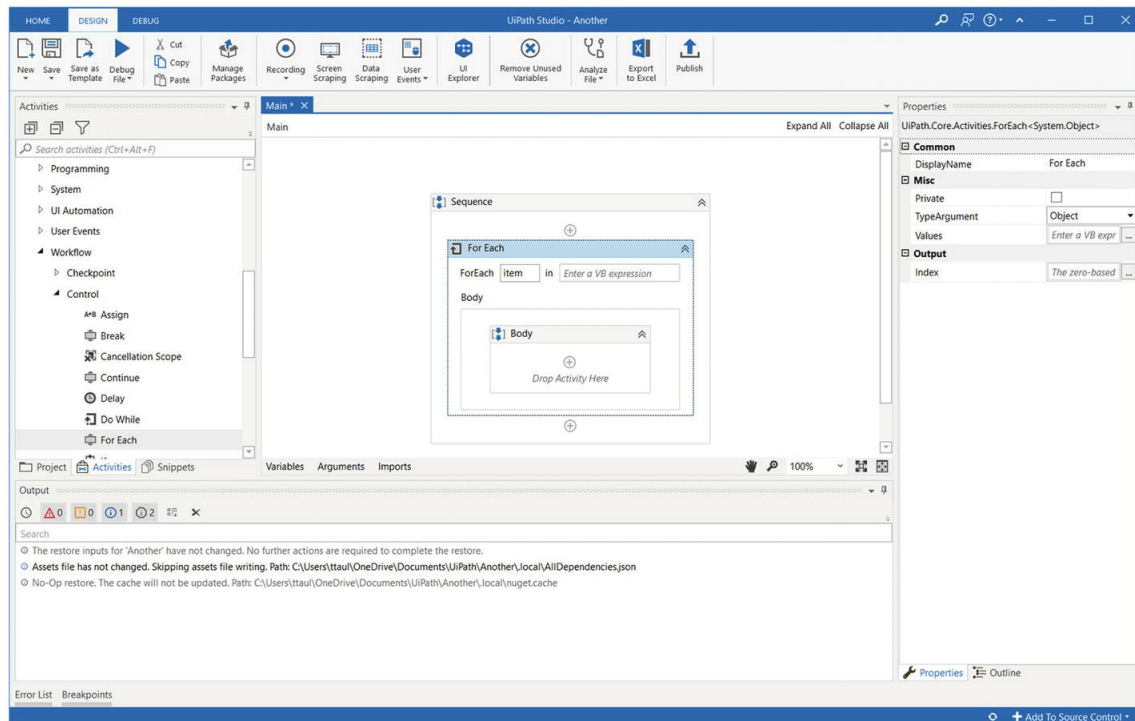 HOME DESIGN DEBUG UiPath Studio - Another
New Save Save as Template Debug File Cut Copy Paste Manage Packages Recording Screen Scraping Data Scraping User Events UI Explorer Remove Unused Variables Analyze File Export to Excel Publish
Activities
Search activities (Ctrl+Alt+F)
Programming
System
UI Automation
User Events
Workflow
Checkpoint
Control
A*B Assign
Break
Cancellation Scope
Continue
Delay
Do While
For Each
Project Activities Snippets
Main*
Main Expand All Collapse All
Sequence
For Each
ForEach item in Enter a VB expression
Body
Body
Drop Activity Here
Variables Arguments Imports 100%
Properties
UiPath.Core.Activities.ForEach<System.Object>
Common
DisplayName For Each
Misc
Private
TypeArgument Object
Values Enter a VB expr ...
Output
Index The zero-based ...
Properties Outline
Output
0 0 1 2
Search
The restore inputs for 'Another' have not changed. No further actions are required to complete the restore.
Assets file has not changed. Skipping assets file writing. Path: C:\Users\ttaul\OneDrive\Documents\UiPath\Another\.local\AllDependencies.json
No-Op restore. The cache will not be updated. Path: C:\Users\ttaul\OneDrive\Documents\UiPath\Another\.local\nuget.cache
Error List Breakpoints
Add To Source Control